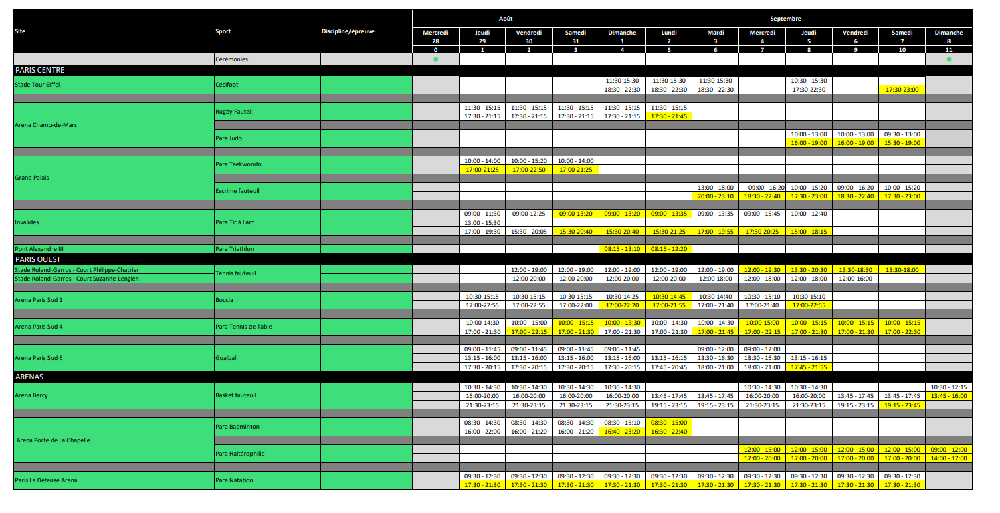 Août Septembre
Site Sport Discipline/épreuve Mercredi Jeudi Vendredi Samedi Dimanche Lundi Mardi Mercredi Jeudi Vendredi Samedi Dimanche
28 29 30 31 1 2 3 4 5 6 7 8
0 1 2 3 4 5 6 7 8 9 10 11
Cérémonies
PARIS CENTRE
11:30-15:30 11:30-15:30 11:30-15:30 10:30 - 15:30
Stade Tour Eiffel Cécifoot
18:30 - 22:30 18:30 - 22:30 18:30 - 22:30 17:30-22:30 17:30-23:00
11:30 - 15:15 11:30 - 15:15 11:30 - 15:15 11:30 - 15:15 11:30 - 15:15
Rugby Fauteil
17:30 - 21:15 17:30 - 21:15 17:30 - 21:15 17:30 - 21:15 17:30 - 21:45
Arena Champ-de-Mars
10:00 - 13:00 10:00 - 13:00 09:30 - 13:00
Para Judo
16:00 - 19:00 16:00 - 19:00 15:30 - 19:00
10:00 - 14:00 10:00 - 15:20 10:00 - 14:00
Para Taekwondo
17:00-21:25 17:00-22:50 17:00-21:25
Grand Palais
13:00 - 18:00 09:00 - 16:20 10:00 - 15:20 09:00 - 16:20 10:00 - 15:20
Escrime fauteuil
20:00 - 23:10 18:30 - 22:40 17:30 - 23:00 18:30 - 22:40 17:30 - 23:00
09:00 - 11:30 09:00-12:25 09:00-13:20 09:00 - 13:20 09:00 - 13:35 09:00 - 13:35 09:00 - 15:45 10:00 - 12:40
Invalides Para Tir à l'arc 13:00 - 15:30
17:00 - 19:30 15:30 - 20:05 15:30-20:40 15:30-20:40 15:30-21:25 17:00 - 19:55 17:30-20:25 15:00 - 18:15
Pont Alexandre III Para Triathlon 08:15 - 13:10 08:15 - 12:20
PARIS OUEST
Stade Roland-Garros - Court Philippe-Chatrier 12:00 - 19:00 12:00 - 19:00 12:00 - 19:00 12:00 - 19:00 12:00 - 19:00 12:00 - 19:30 13:30 - 20:30 13:30-18:30 13:30-18:00
Tennis fauteuil
Stade Roland-Garros - Court Suzanne-Lenglen 12:00-20:00 12:00-20:00 12:00-20:00 12:00-20:00 12:00-18:00 12:00 - 18:00 12:00 - 18:00 12:00-16:00
10:30-15:15 10:30-15:15 10:30-15:15 10:30-14:25 10:30-14:45 10:30-14:40 10:30 - 15:10 10:30-15:10
Arena Paris Sud 1 Boccia
17:00-22:55 17:00-22:55 17:00-22:00 17:00-22:20 17:00-21:55 17:00 - 21:40 17:00-21:40 17:00-22:55
10:00-14:30 10:00 - 15:00 10:00 - 15:15 10:00 - 13:30 10:00 - 14:30 10:00 - 14:30 10:00-15:00 10:00 - 15:15 10:00 - 15:15 10:00 - 15:15
Arena Paris Sud 4 Para Tennis de Table
17:00 - 21:30 17:00 - 22:15 17:00 - 21:30 17:00 - 21:30 17:00 - 21:30 17:00 - 21:45 17:00 - 22:15 17:00 - 21:30 17:00 - 21:30 17:00 - 22:30
09:00 - 11:45 09:00 - 11:45 09:00 - 11:45 09:00 - 11:45 09:00 - 12:00 09:00 - 12:00
Arena Paris Sud 6 Goalball 13:15 - 16:00 13:15 - 16:00 13:15 - 16:00 13:15 - 16:00 13:15 - 16:15 13:30 - 16:30 13:30 - 16:30 13:15 - 16:15
17:30 - 20:15 17:30 - 20:15 17:30 - 20:15 17:30 - 20:15 17:45 - 20:45 18:00 - 21:00 18:00 - 21:00 17:45 - 21:55
ARENAS
10:30 - 14:30 10:30 - 14:30 10:30 - 14:30 10:30 - 14:30 10:30 - 14:30 10:30 - 14:30 10:30 - 12:15
Arena Bercy Basket fauteuil 16:00-20:00 16:00-20:00 16:00-20:00 16:00-20:00 13:45 - 17:45 13:45 - 17:45 16:00-20:00 16:00-20:00 13:45 - 17:45 13:45 - 17:45 13:45 - 16:00
21:30-23:15 21:30-23:15 21:30-23:15 21:30-23:15 19:15 - 23:15 19:15 - 23:15 21:30-23:15 21:30-23:15 19:15 - 23:15 19:15 - 23:45
08:30 - 14:30 08:30 - 14:30 08:30 - 14:30 08:30 - 15:10 08:30 - 15:00
Para Badminton
16:00 - 22:00 16:00 - 21:20 16:00 - 21:20 16:40 - 23:20 16:30 - 22:40
Arena Porte de La Chapelle
12:00 - 15:00 12:00 - 15:00 12:00 - 15:00 12:00 - 15:00 09:00 - 12:00
Para Haltérophilie
17:00 - 20:00 17:00 - 20:00 17:00 - 20:00 17:00 - 20:00 14:00 - 17:00
09:30 - 12:30 09:30 - 12:30 09:30 - 12:30 09:30 - 12:30 09:30 - 12:30 09:30 - 12:30 09:30 - 12:30 09:30 - 12:30 09:30 - 12:30 09:30 - 12:30
Paris La Défense Arena Para Natation
17:30 - 21:30 17:30 - 21:30 17:30 - 21:30 17:30 - 21:30 17:30 - 21:30 17:30 - 21:30 17:30 - 21:30 17:30 - 21:30 17:30 - 21:30 17:30 - 21:30